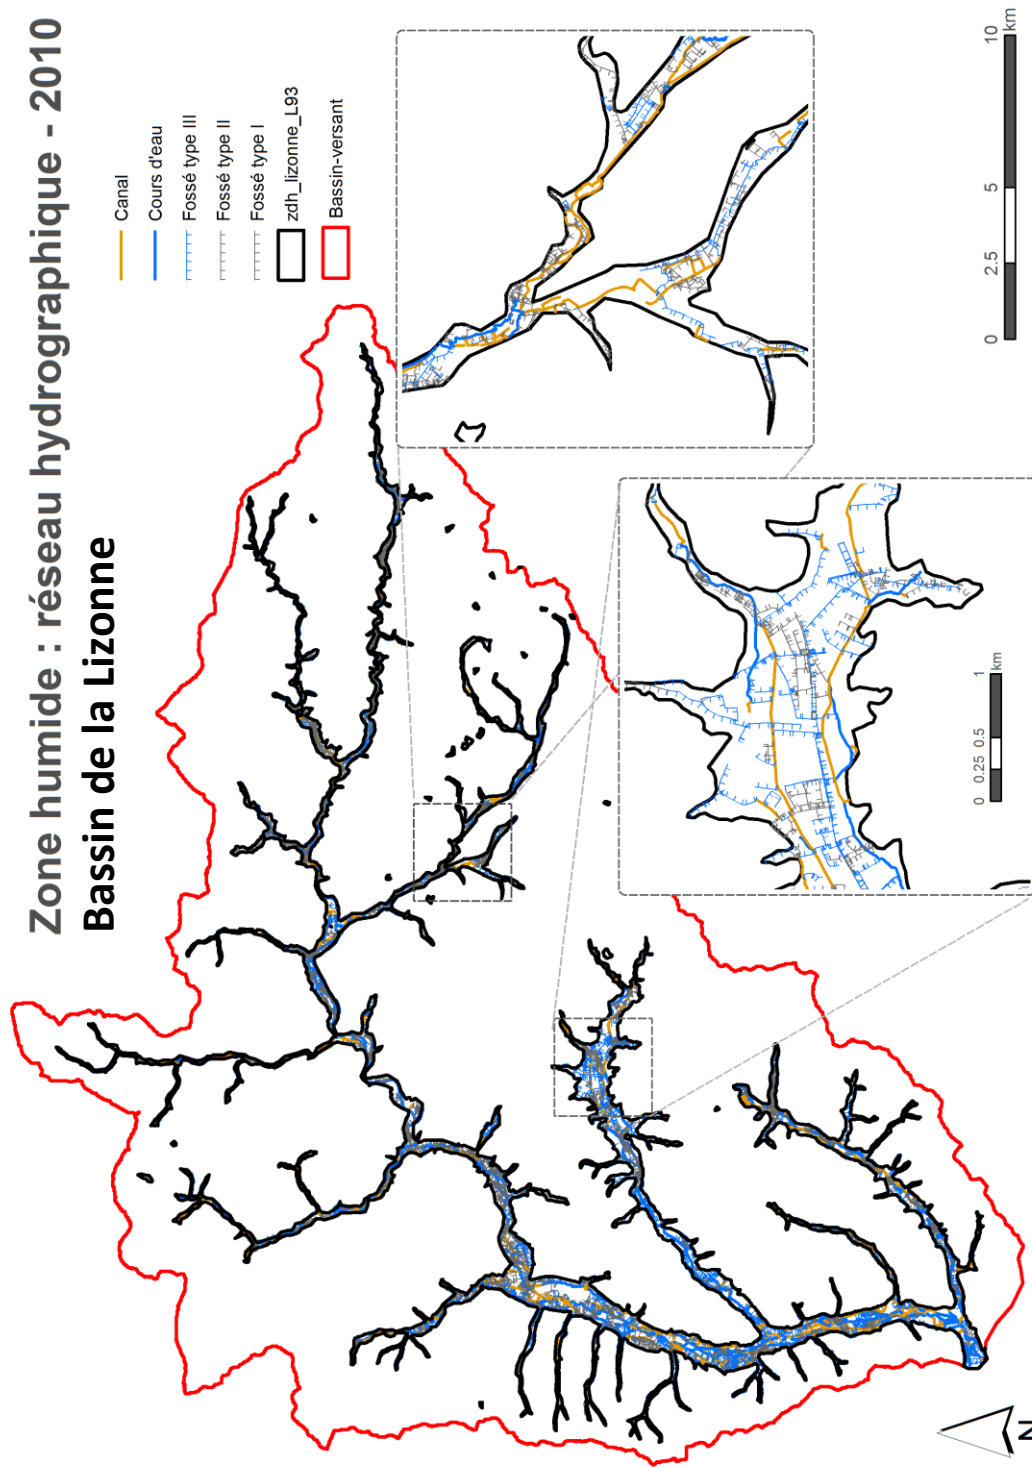 Zone humide : réseau hydrographique - 2010
Bassin de la Lizonne
Canal
Cours d'eau
Fossé type III
Fossé type II
Fossé type I
zdh_lizonne_L93
Bassin-versant
0 2.5 5 10
km
0 0.25 0.5 1
km
N